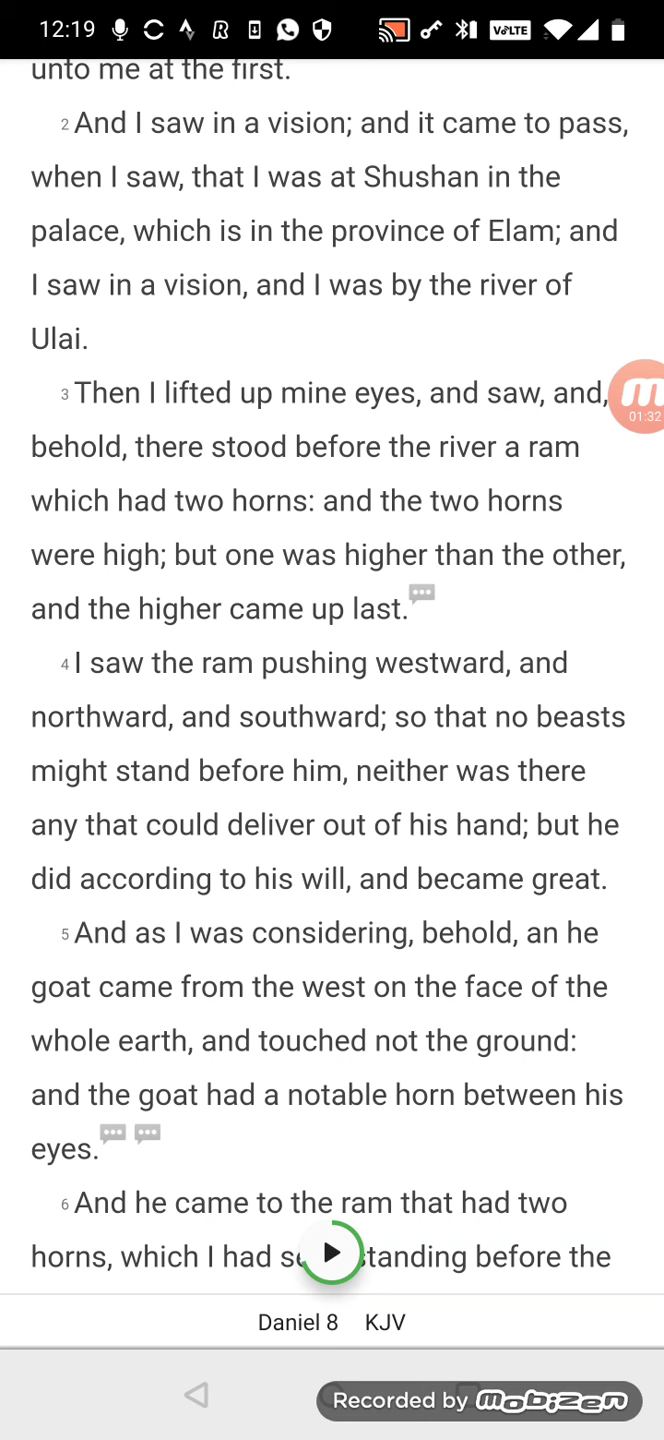 12:19 VoLTE
unto me at the first.
2 And I saw in a vision; and it came to pass,
when I saw, that I was at Shushan in the
palace, which is in the province of Elam; and
I saw in a vision, and I was by the river of
Ulai.
3 Then I lifted up mine eyes, and saw, and,
01:32
behold, there stood before the river a ram
which had two horns: and the two horns
were high; but one was higher than the other,
and the higher came up last.
4 I saw the ram pushing westward, and
northward, and southward; so that no beasts
might stand before him, neither was there
any that could deliver out of his hand; but he
did according to his will, and became great.
5 And as I was considering, behold, an he
goat came from the west on the face of the
whole earth, and touched not the ground:
and the goat had a notable horn between his
eyes.
6 And he came to the ram that had two
horns, which I had standing before the
Daniel 8 KJV
Recorded by mobizen